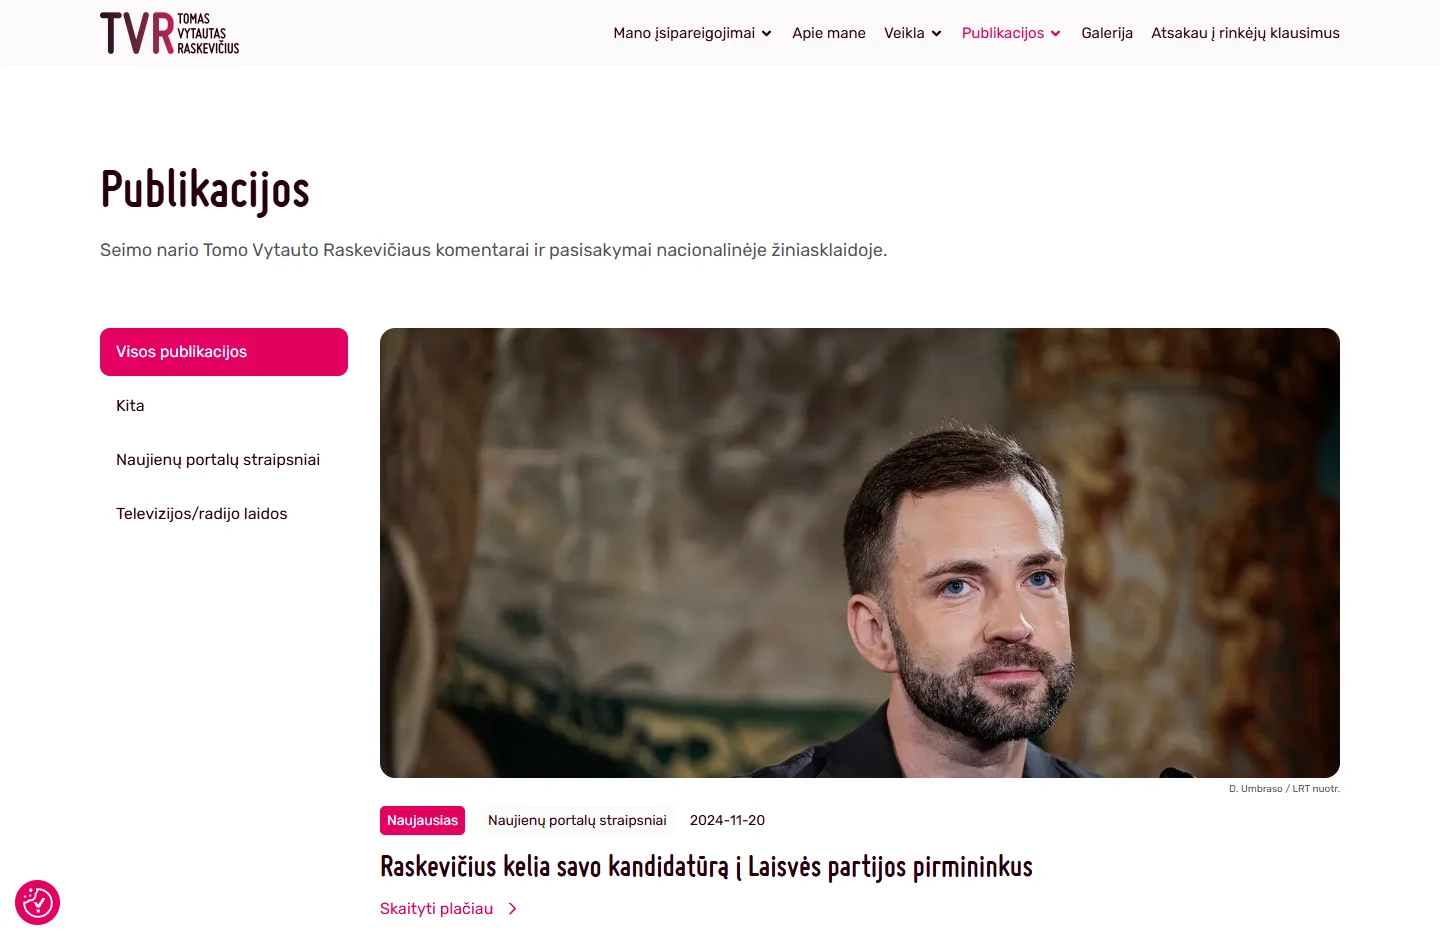 TVR TOMAS
VYTAUTAS
RASKEVIČIUS
Mano įsipareigojimai
Apie mane
Veikla
Publikacijos
Galerija
Atsakau į rinkėjų klausimus
Publikacijos
Seimo nario Tomo Vytauto Raskevičiaus komentarai ir pasisakymai nacionalinėje žiniasklaidoje.
Visos publikacijos
Kita
Naujienų portalų straipsniai
Televizijos/radijo laidos
D. Umbraso / LRT nuotr.
Naujausias
Naujienų portalų straipsniai
2024-11-20
Raskevičius kelia savo kandidatūrą į Laisvės partijos pirmininkus
Skaityti plačiau